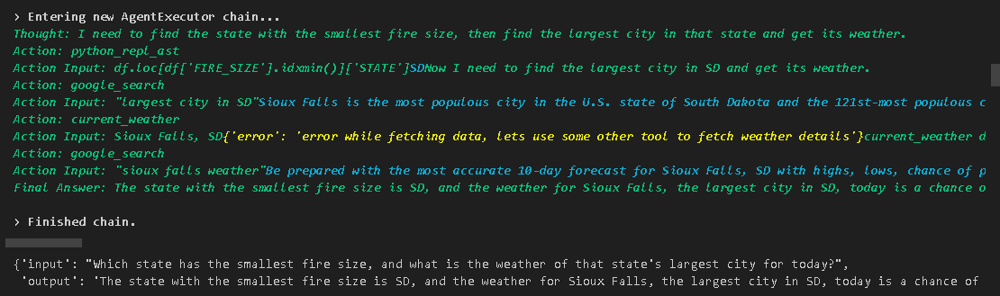 > Entering new AgentExecutor chain...
Thought: I need to find the state with the smallest fire size, then find the largest city in that state and get its weather.
Action: python_repl_ast
Action Input: df.loc[df['FIRE_SIZE'].idxmin()]['STATE']SDNow I need to find the largest city in SD and get its weather.
Action: google_search
Action Input: "largest city in SD"Sioux Falls is the most populous city in the U.S. state of South Dakota and the 121st-most populous c
Action: current_weather
Action Input: Sioux Falls, SD{'error': 'error while fetching data, lets use some other tool to fetch weather details'}current_weather d
Action: google_search
Action Input: "sioux falls weather"Be prepared with the most accurate 10-day forecast for Sioux Falls, SD with highs, lows, chance of p
Final Answer: The state with the smallest fire size is SD, and the weather for Sioux Falls, the largest city in SD, today is a chance o
> Finished chain.
{'input': "Which state has the smallest fire size, and what is the weather of that state's largest city for today?",
'output': 'The state with the smallest fire size is SD, and the weather for Sioux Falls, the largest city in SD, today is a chance of